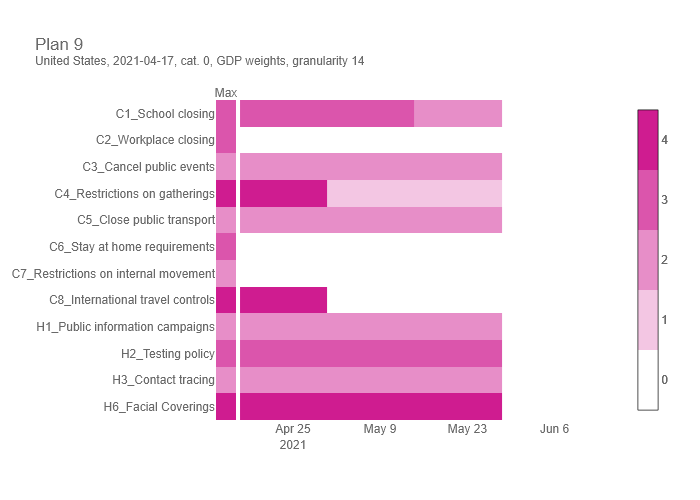 Plan 9
United States, 2021-04-17, cat. 0, GDP weights, granularity 14
Max
C1_School closing
C2_Workplace closing
C3_Cancel public events
C4_Restrictions on gatherings
C5_Close public transport
C6_Stay at home requirements
C7_Restrictions on internal movement
C8_International travel controls
H1_Public information campaigns
H2_Testing policy
H3_Contact tracing
H6_Facial Coverings
Apr 25 May 9 May 23 Jun 6
2021
4
3
2
1
0